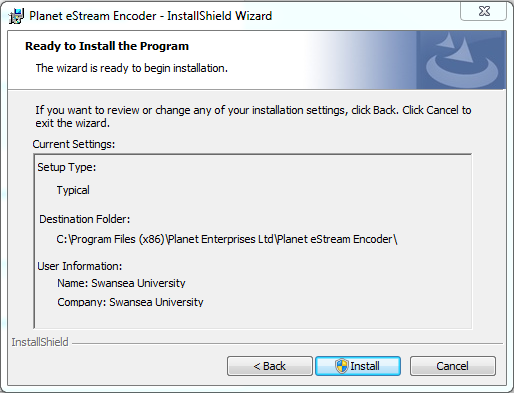 Planet eStream Encoder - InstallShield Wizard
Ready to Install the Program
The wizard is ready to begin installation.
If you want to review or change any of your installation settings, click Back. Click Cancel to
exit the wizard.
Current Settings:
Setup Type:
Typical
Destination Folder:
C:\Program Files (x86)\Planet Enterprises Ltd\Planet eStream Encoder\
User Information:
Name: Swansea University
Company: Swansea University
InstallShield
< Back
Install
Cancel